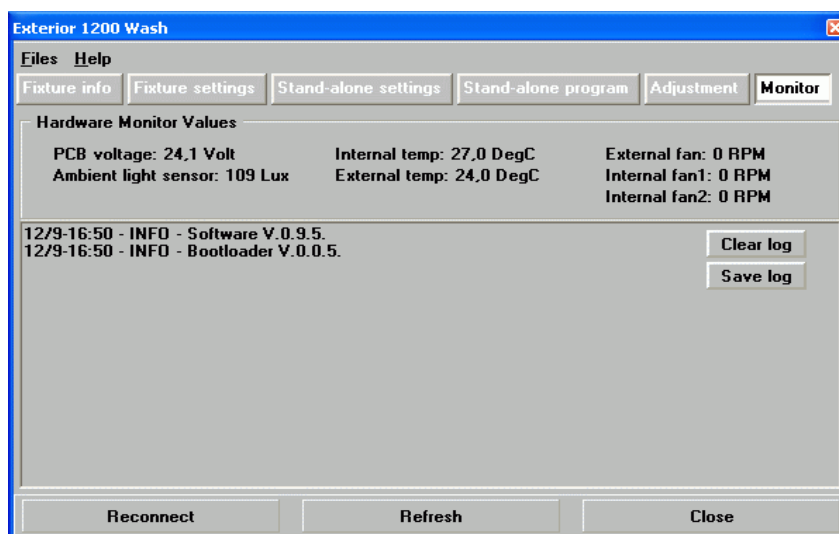 Exterior 1200 Wash
Files Help
Fixture info Fixture settings Stand-alone settings Stand-alone program Adjustment Monitor
Hardware Monitor Values
PCB voltage: 24,1 Volt Internal temp: 27,0 DegC External fan: 0 RPM
Ambient light sensor: 109 Lux External temp: 24,0 DegC Internal fan1: 0 RPM
Internal fan2: 0 RPM
12/9-16:50 - INFO - Software V.0.9.5.
12/9-16:50 - INFO - Bootloader V.0.0.5.
Clear log
Save log
Reconnect Refresh Close